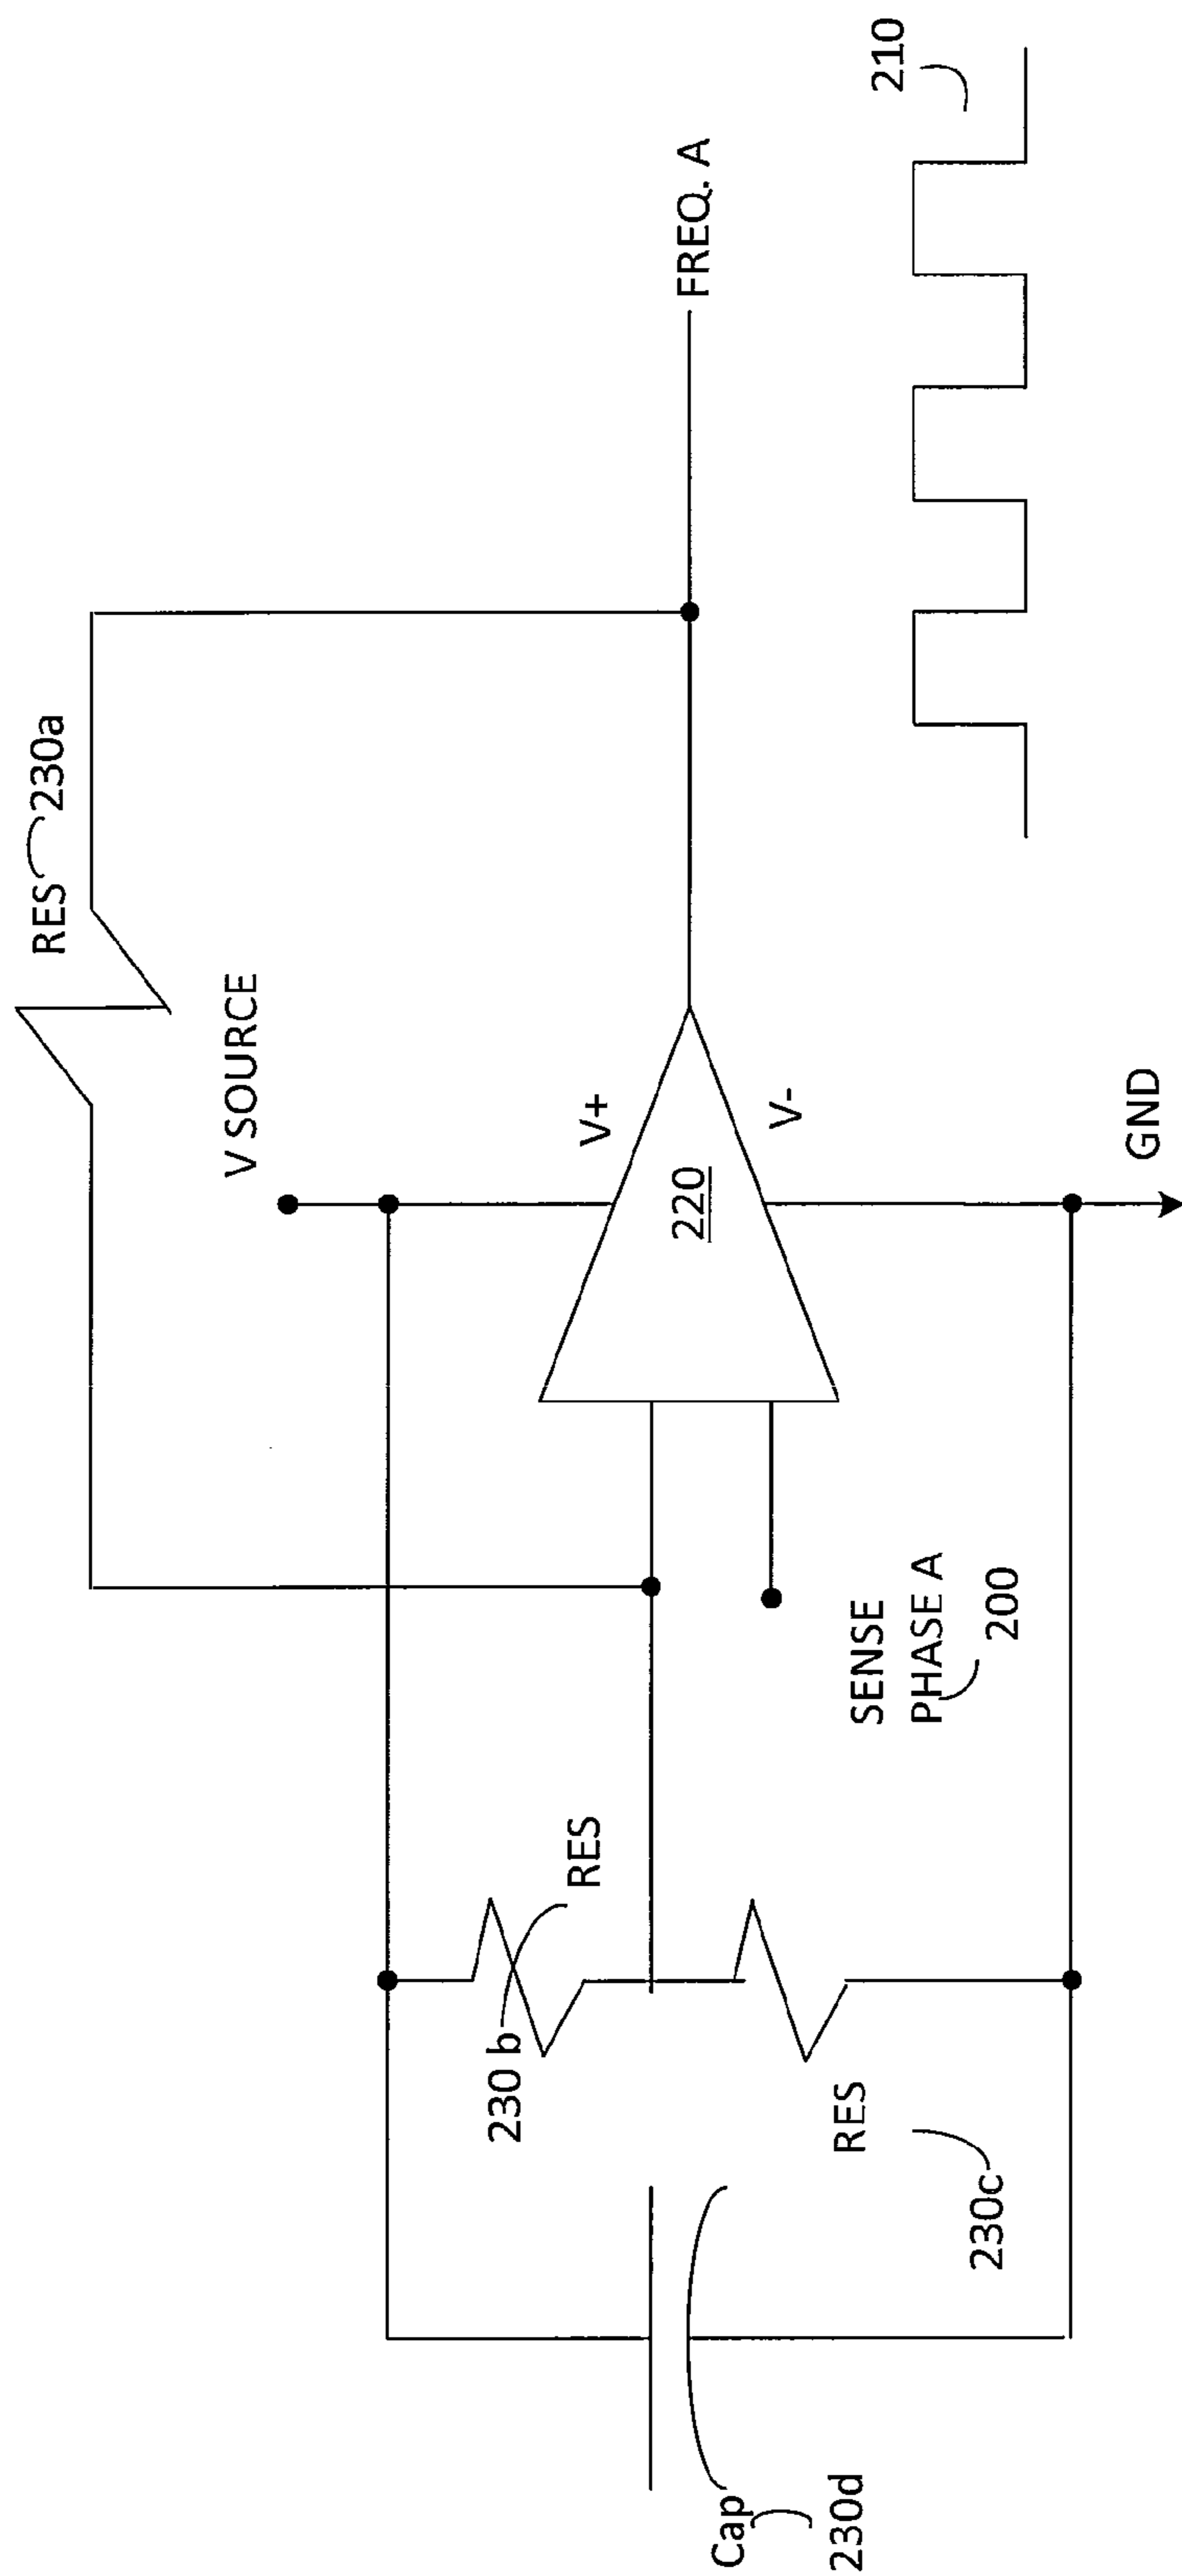 RES 230a
V SOURCE
V+
220
V-
GND
FREQ. A
210
SENSE
PHASE A
200
230 b
RES
RES
230c
Cap
230d